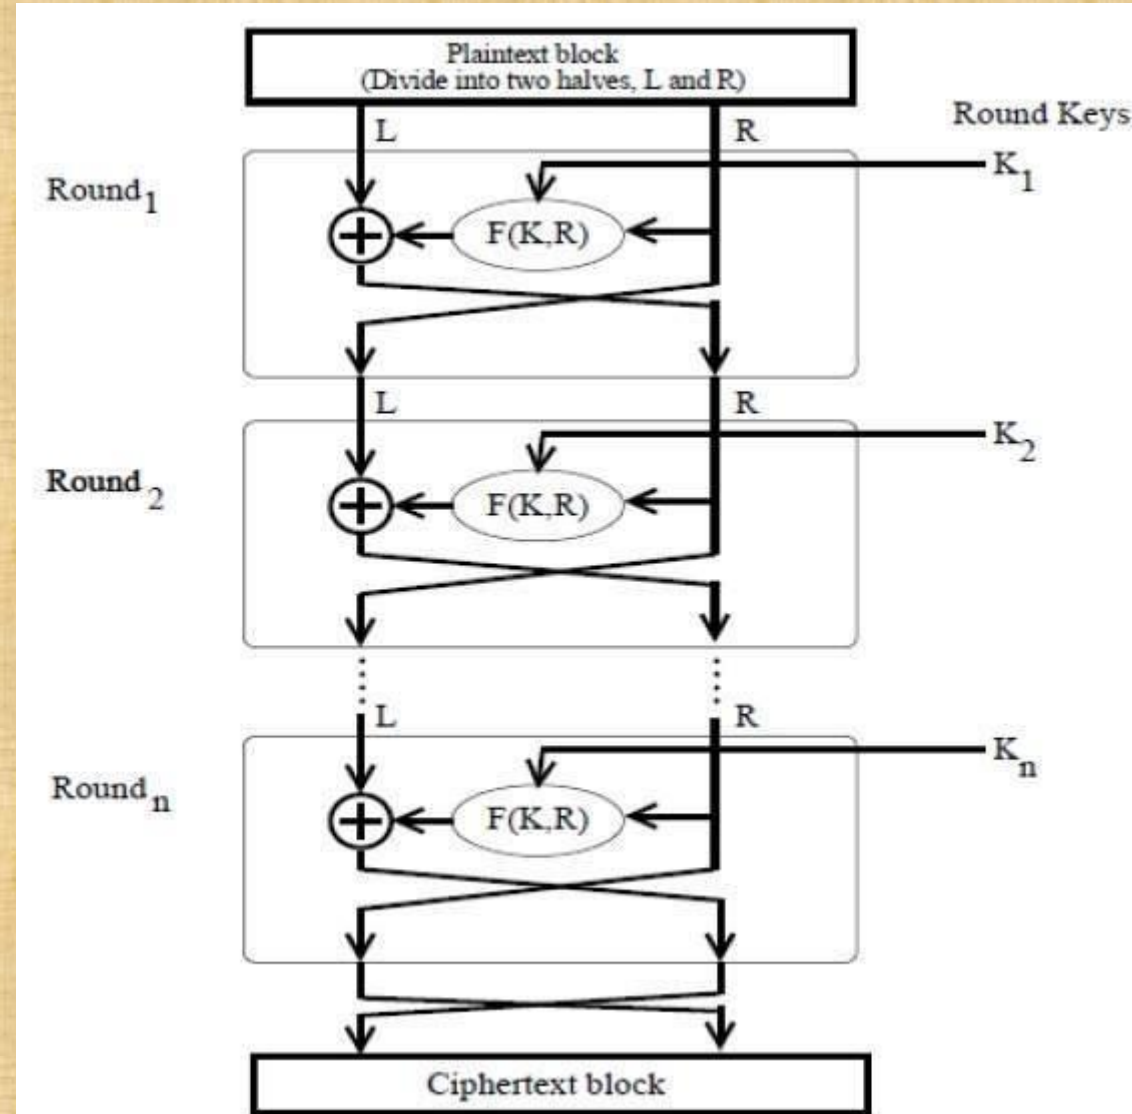 Plaintext block
(Divide into two halves, L and R)
Round Keys
L
R
K1
Round1
F(K,R)
L
R
K2
Round2
F(K,R)
L
R
Kn
Roundn
F(K,R)
Ciphertext block